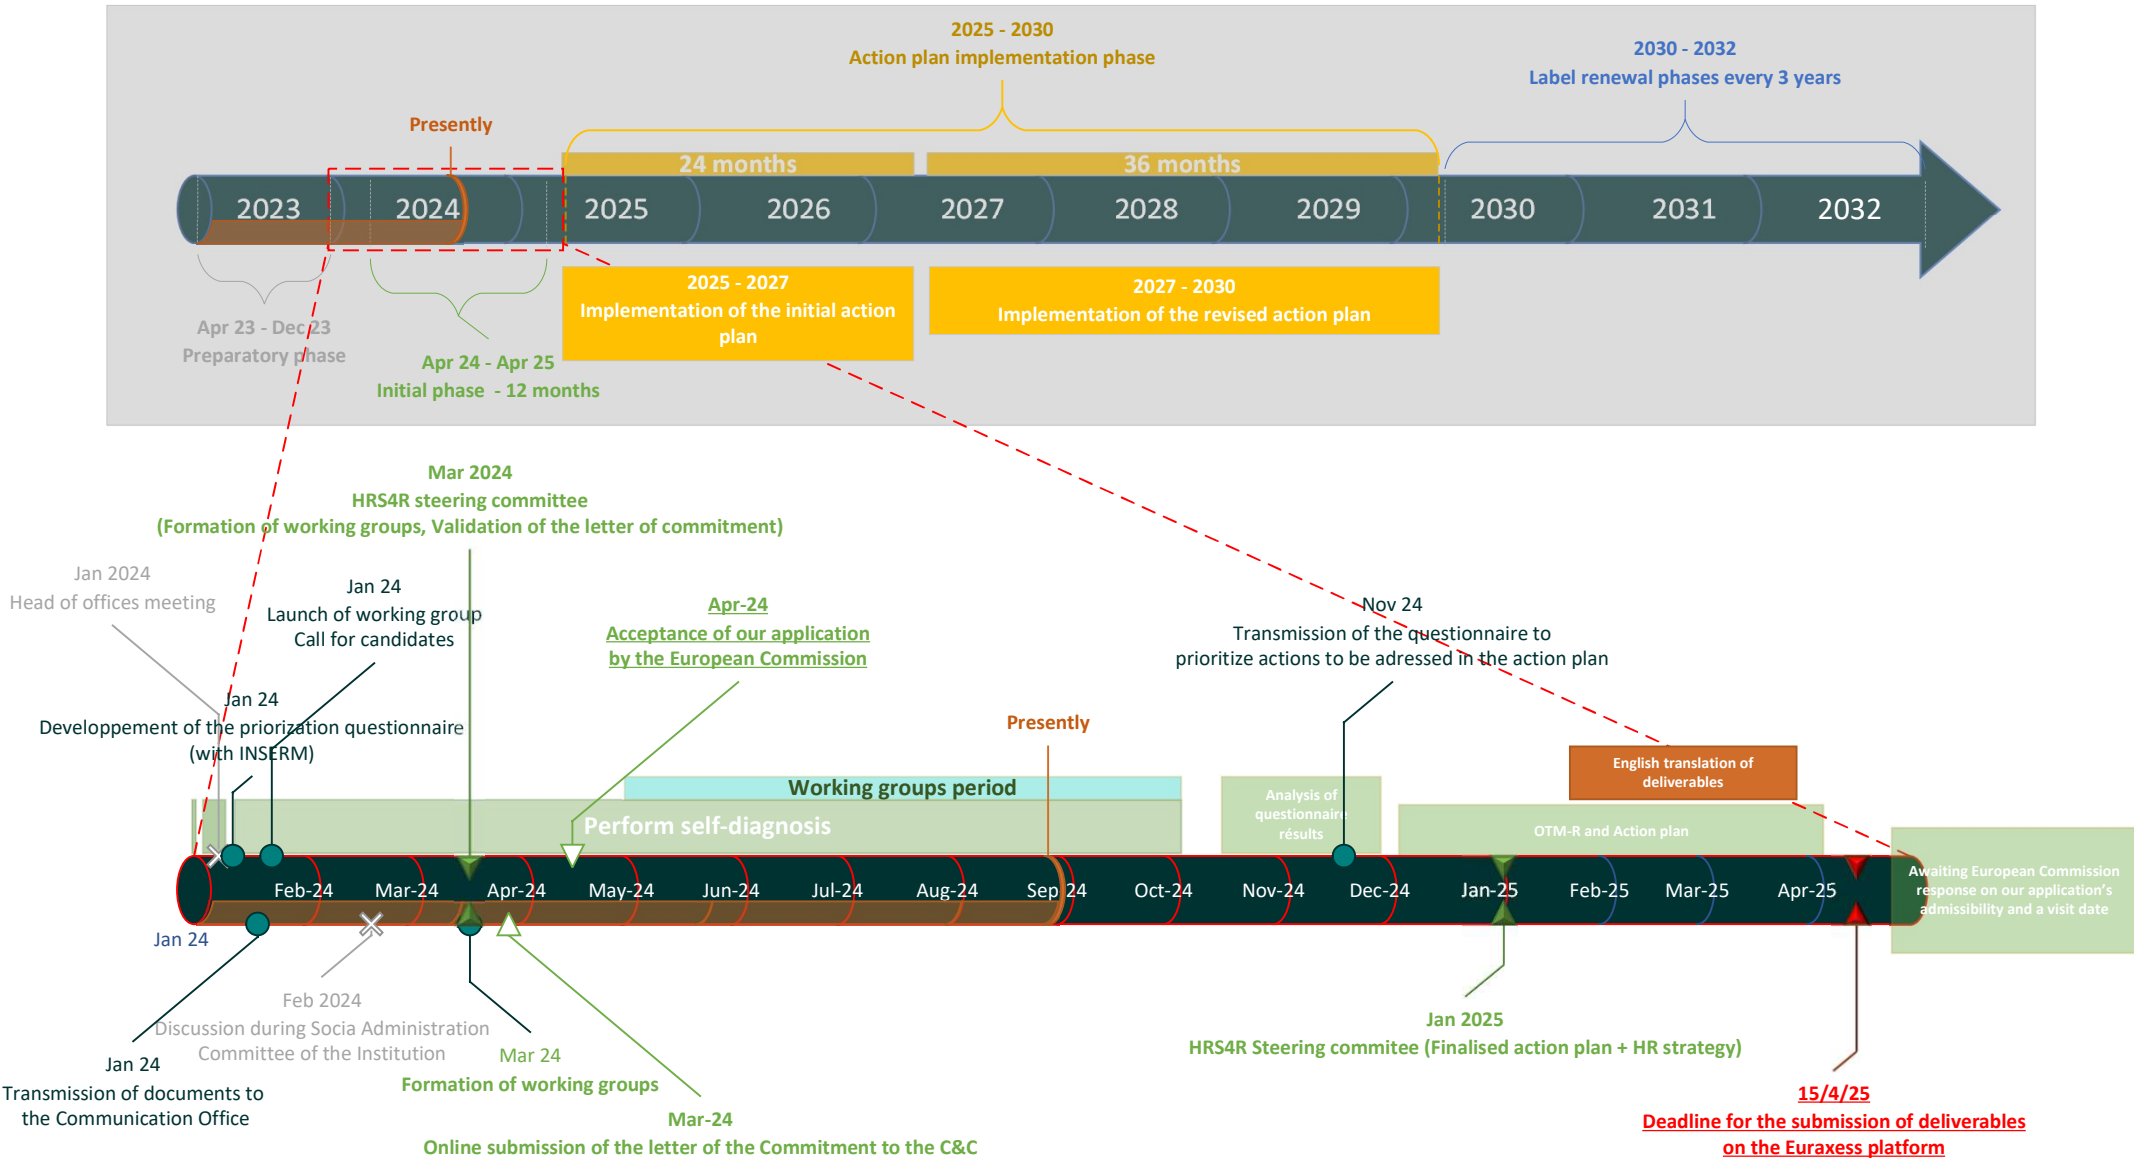 2025 - 2030
Action plan implementation phase
2030 - 2032
Label renewal phases every 3 years
Presently
24 months
36 months
2023
2024
2025
2026
2027
2028
2029
2030
2031
2032
Apr 23 - Dec 23
Preparatory phase
Apr 24 - Apr 25
Initial phase - 12 months
2025 - 2027
Implementation of the initial action
plan
2027 - 2030
Implementation of the revised action plan
Mar 2024
HRS4R steering committee
(Formation of working groups, Validation of the letter of commitment)
Jan 2024
Head of offices meeting
Jan 24
Launch of working group
Call for candidates
Jan 24
Developpement of the priorization questionnaire
(with INSERM)
Apr-24
Acceptance of our application
by the European Commission
Nov 24
Transmission of the questionnaire to
prioritize actions to be adressed in the action plan
Presently
English translation of
deliverables
Working groups period
Perform self-diagnosis
Analysis of
questionnaire
résults
OTM-R and Action plan
Awaiting European Commission
response on our application's
admissibility and a visit date
Feb-24
Mar-24
Apr-24
May-24
Jun-24
Jul-24
Aug-24
Sep-24
Oct-24
Nov-24
Dec-24
Jan-25
Feb-25
Mar-25
Apr-25
Jan 24
Feb 2024
Discussion during Socia Administration
Committee of the Institution
Jan 24
Transmission of documents to
the Communication Office
Mar 24
Formation of working groups
Mar-24
Online submission of the letter of the Commitment to the C&C
Jan 2025
HRS4R Steering commitee (Finalised action plan + HR strategy)
15/4/25
Deadline for the submission of deliverables
on the Euraxess platform